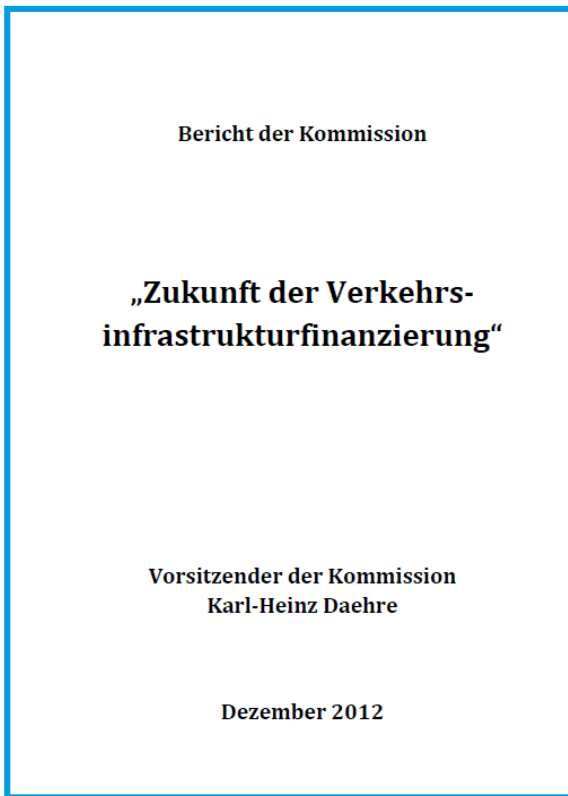 Bericht der Kommission
„Zukunft der Verkehrs-
infrastrukturfinanzierung“
Vorsitzender der Kommission
Karl-Heinz Daehre
Dezember 2012